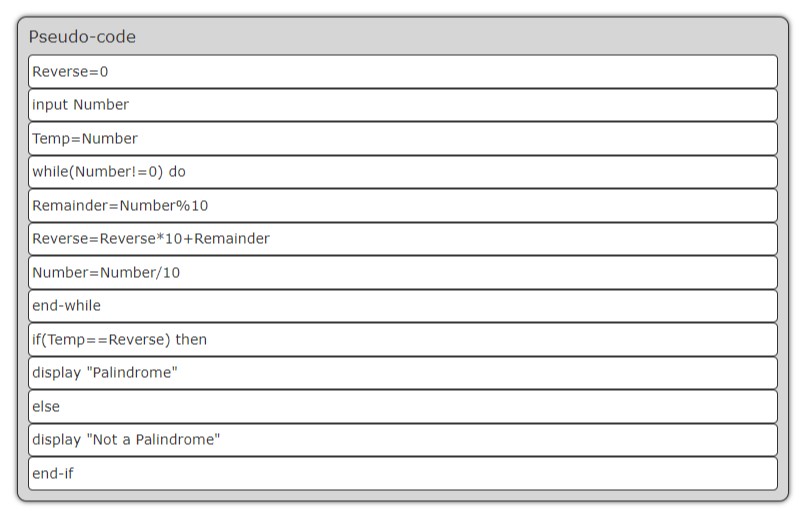 Pseudo-code
Reverse=0
input Number
Temp=Number
while(Number!=0) do
Remainder=Number%10
Reverse=Reverse*10+Remainder
Number=Number/10
end-while
if(Temp==Reverse) then
display "Palindrome"
else
display "Not a Palindrome"
end-if